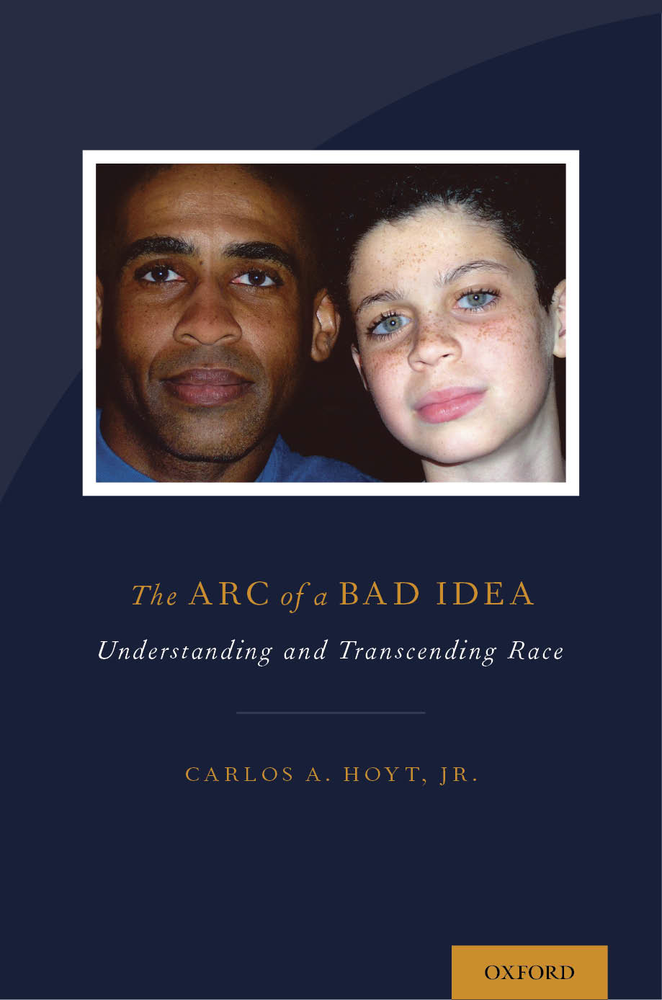 The ARC of a BAD IDEA
Understanding and Transcending Race
CARLOS A. HOYT, JR.
OXFORD